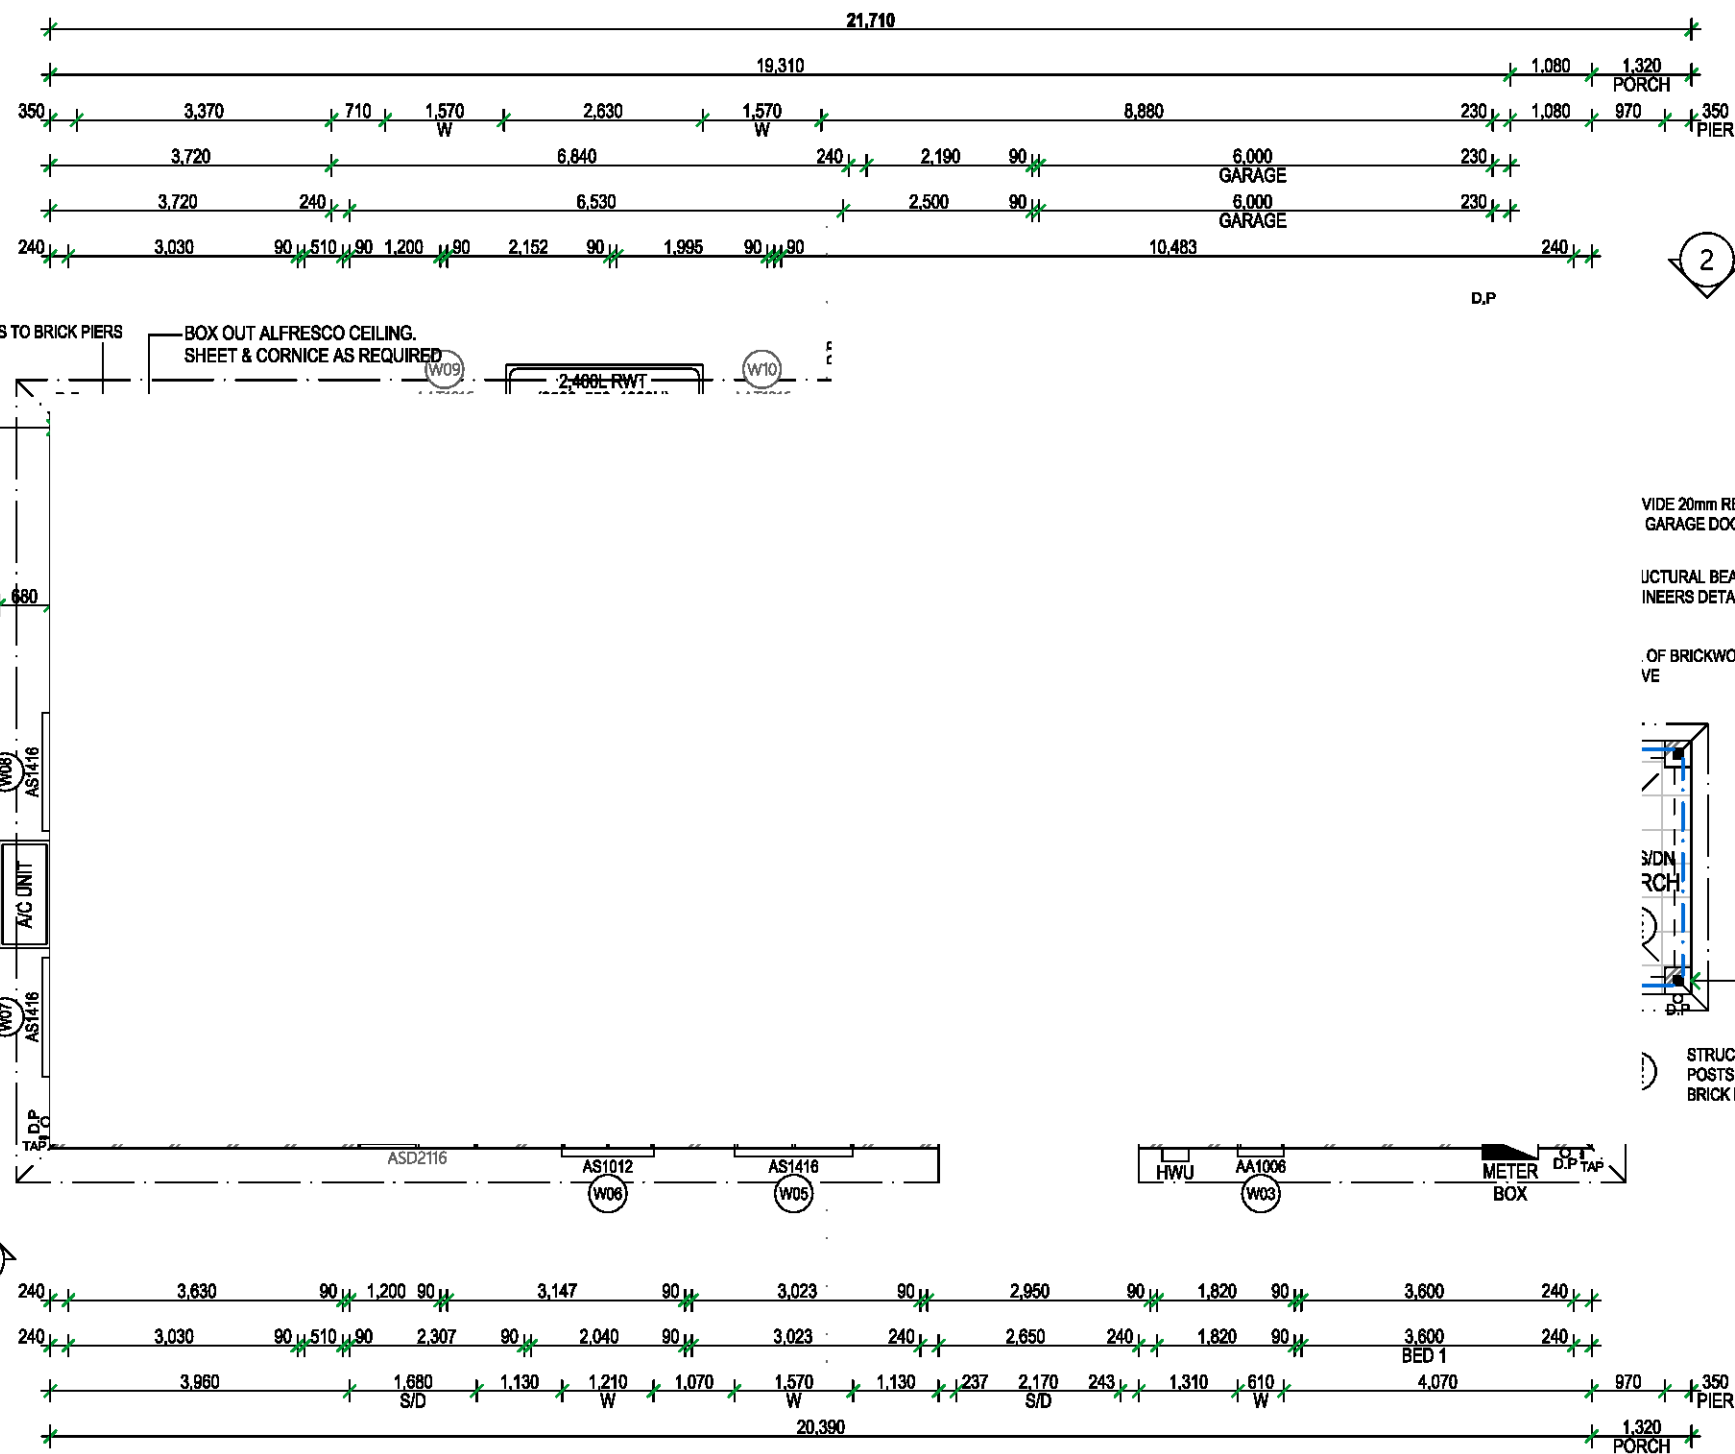 21,710
19,310 1,080 1,320
PORCH
350 3,370 710 1,570 2,630 1,570 8,880 230 1,080 970 350
W W PIER
3,720 6,840 240 2,190 90 6,000 230
GARAGE
3,720 240 6,530 2,500 90 6,000 230
GARAGE
240 3,030 90 510 90 1,200 90 2,152 90 1,995 90 90 10,483 240
2
D.P
S TO BRICK PIERS
BOX OUT ALFRESCO CEILING.
SHEET & CORNICE AS REQUIRED
W09
W10
2,400L RWT
VIDE 20mm RE
GARAGE DOO
680
UCTURAL BEA
INEERS DETA
OF BRICKWO
VE
W08
AS1416
A/C UNIT
S/DN
RCH
W07
AS1416
D.P
STRUC
POSTS
BRICK
D.P
TAP
ASD2116
AS1012
W06
AS1416
W05
HWU
AA1006
W03
METER
BOX
D.P
TAP
240 3,630 90 1,200 90 3,147 90 3,023 90 2,950 90 1,820 90 3,600 240
240 3,030 90 510 90 2,307 90 2,040 90 3,023 240 2,650 240 1,820 90 3,600 240
BED 1
3,960 1,680 1,130 1,210 1,070 1,570 1,130 237 2,170 243 1,310 610 4,070 970 350
S/D W W S/D W PIER
20,390 1,320
PORCH